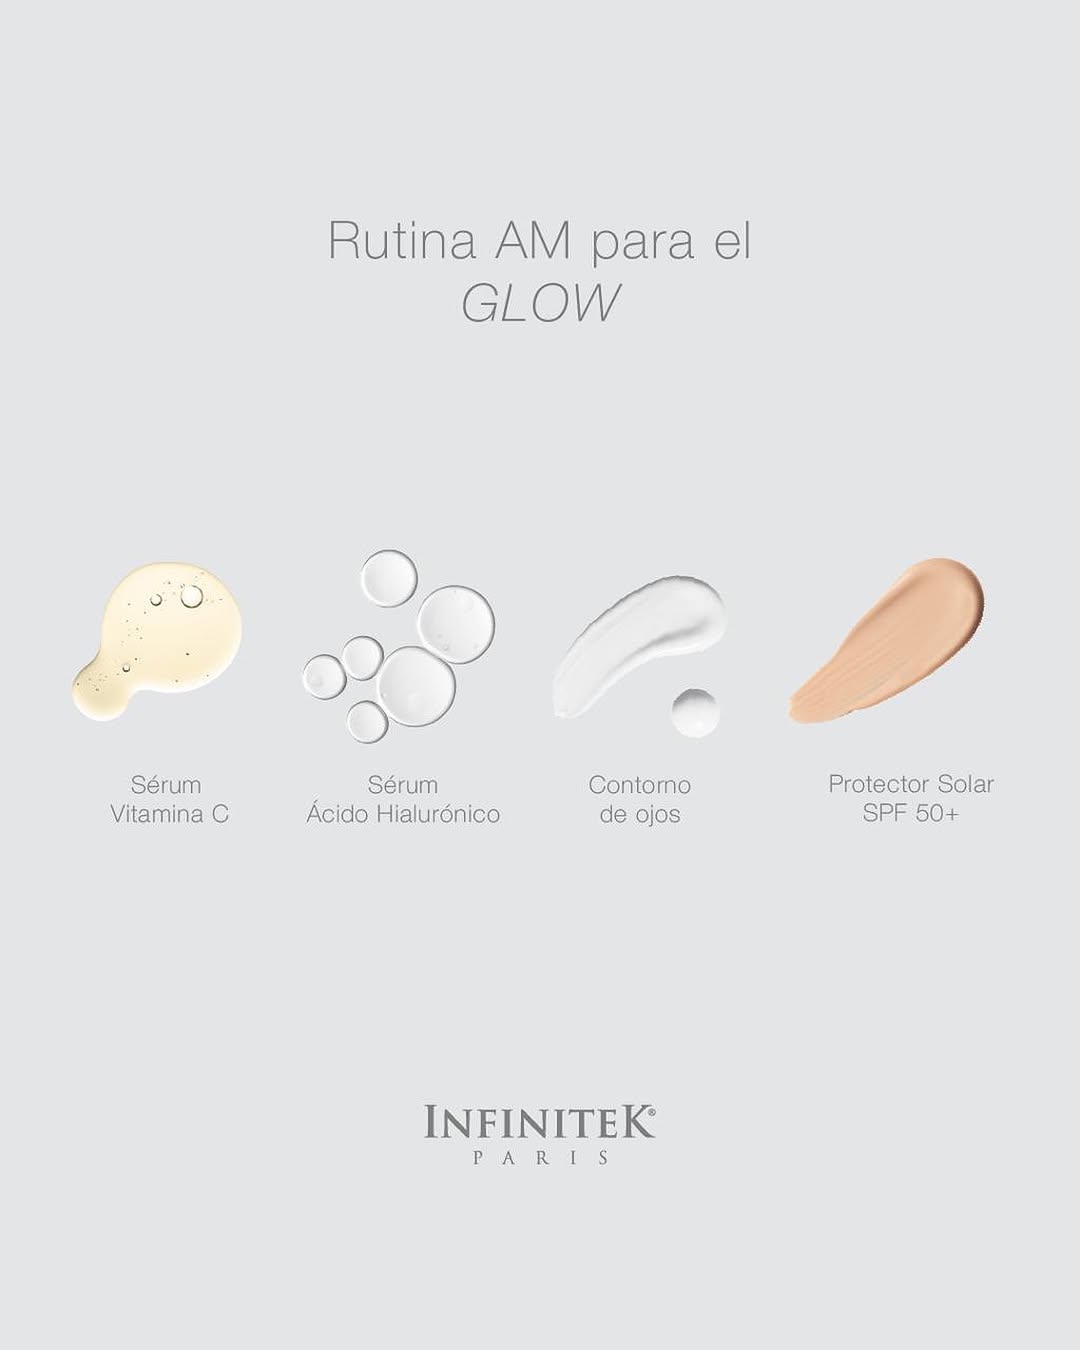 Rutina AM para el
GLOW
Sérum
Vitamina C
Sérum
Ácido Hialurónico
Contorno
de ojos
Protector Solar
SPF 50+
INFINITEK®
PARIS